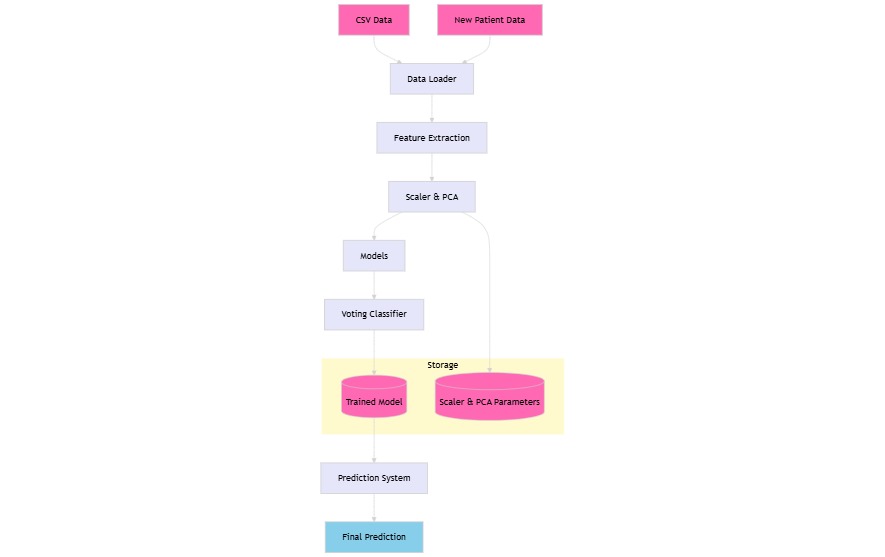 CSV Data
New Patient Data
Data Loader
Feature Extraction
Scaler & PCA
Models
Voting Classifier
Storage
Trained Model
Scaler & PCA Parameters
Prediction System
Final Prediction